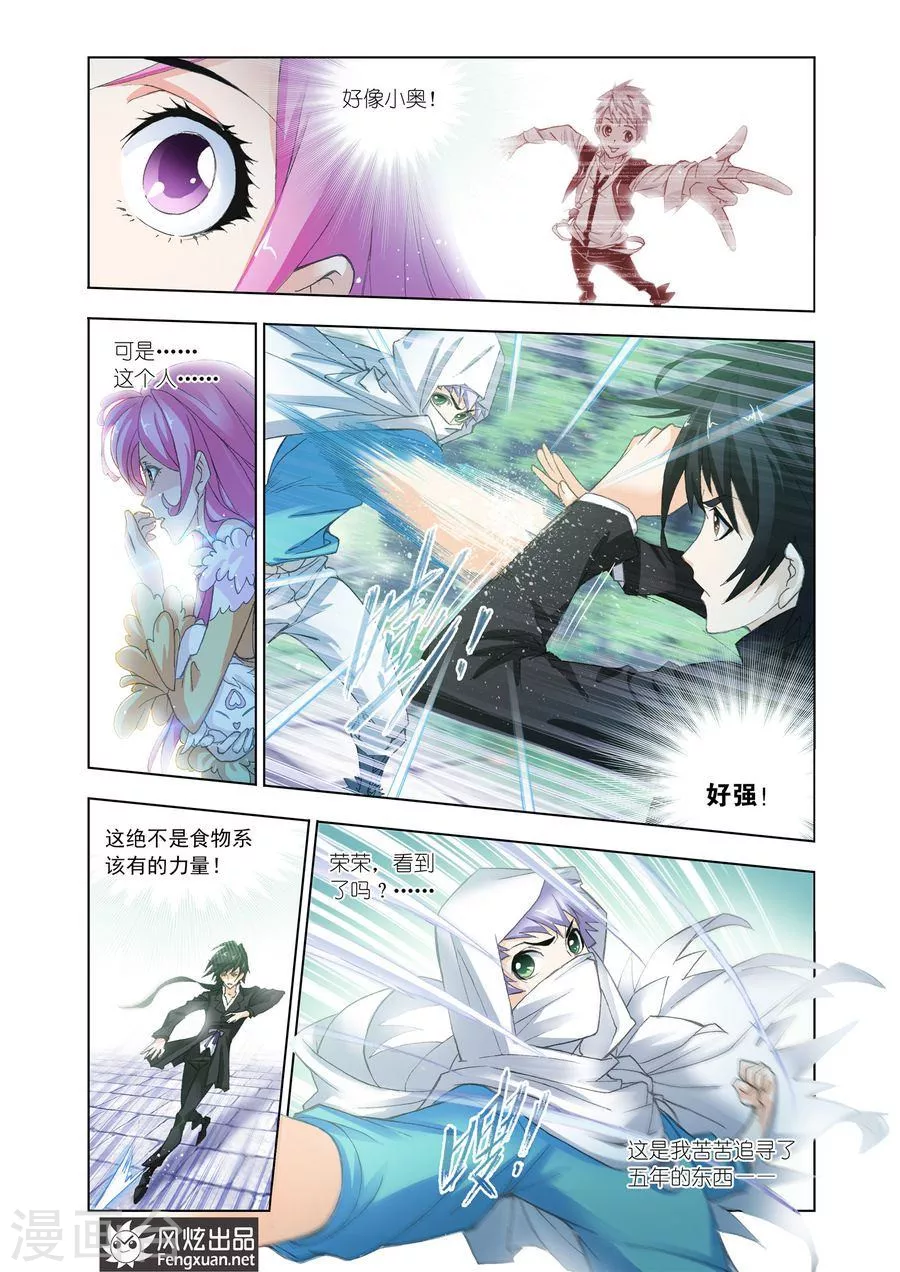 好像小奥！
可是……
这个人……
嘭！
好强！
这绝不是食物系
该有的力量！
荣荣，看到
了吗？……
嗖！
这是我苦苦追寻了
五年的东西——
风炫出品
Fengxuan.net